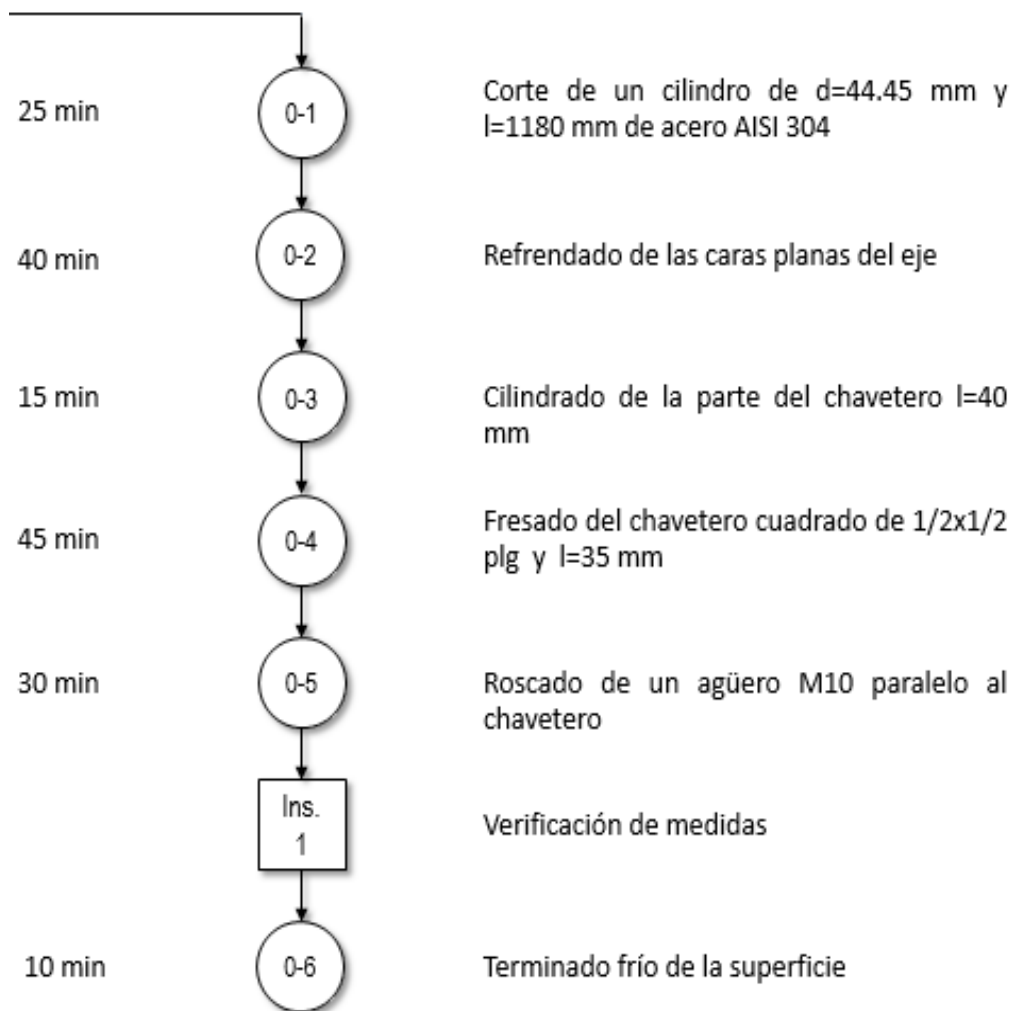 25 min
0-1
Corte de un cilindro de d=44.45 mm y
l=1180 mm de acero AISI 304
40 min
0-2
Refrendado de las caras planas del eje
15 min
0-3
Cilindrado de la parte del chavetero l=40
mm
45 min
0-4
Fresado del chavetero cuadrado de 1/2x1/2
plg y l=35 mm
30 min
0-5
Roscado de un agüero M10 paralelo al
chavetero
Ins.
1
Verificación de medidas
10 min
0-6
Terminado frío de la superficie